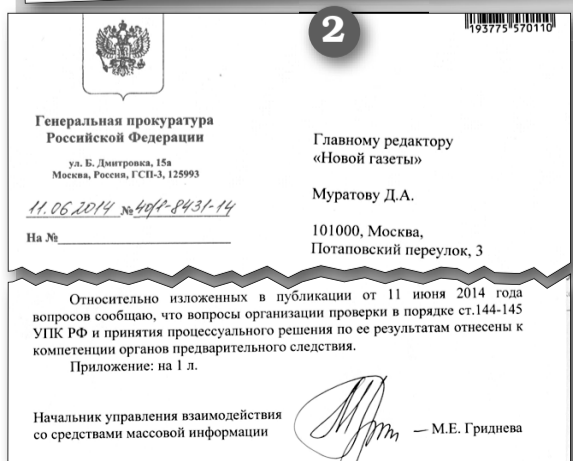 2
193775 570110
Генеральная прокуратура
Российской Федерации
ул. Б. Дмитровка, 15а
Москва, Россия, ГСП-3, 125993
11.06.2014 № 40/1-8431-14
На №
Главному редактору
«Новой газеты»
Муратову Д.А.
101000, Москва,
Потаповский переулок, 3
Относительно изложенных в публикации от 11 июня 2014 года
вопросов сообщаю, что вопросы организации проверки в порядке ст.144-145
УПК РФ и принятия процессуального решения по ее результатам отнесены к
компетенции органов предварительного следствия.
Приложение: на 1 л.
Начальник управления взаимодействия
со средствами массовой информации
— М.Е. Гриднева